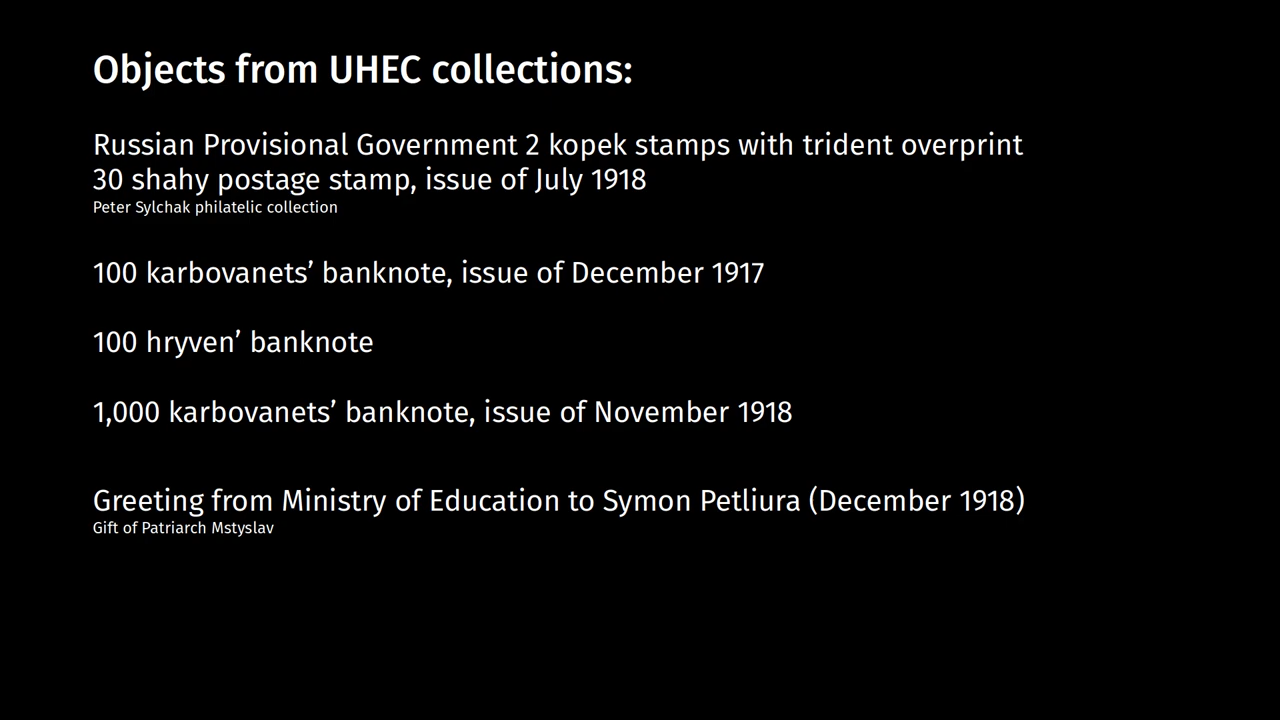 Objects from UHEC collections:
Russian Provisional Government 2 kopek stamps with trident overprint
30 shahy postage stamp, issue of July 1918
Peter Sylchak philatelic collection
100 karbovanets’ banknote, issue of December 1917
100 hryven’ banknote
1,000 karbovanets’ banknote, issue of November 1918
Greeting from Ministry of Education to Symon Petliura (December 1918)
Gift of Patriarch Mstyslav